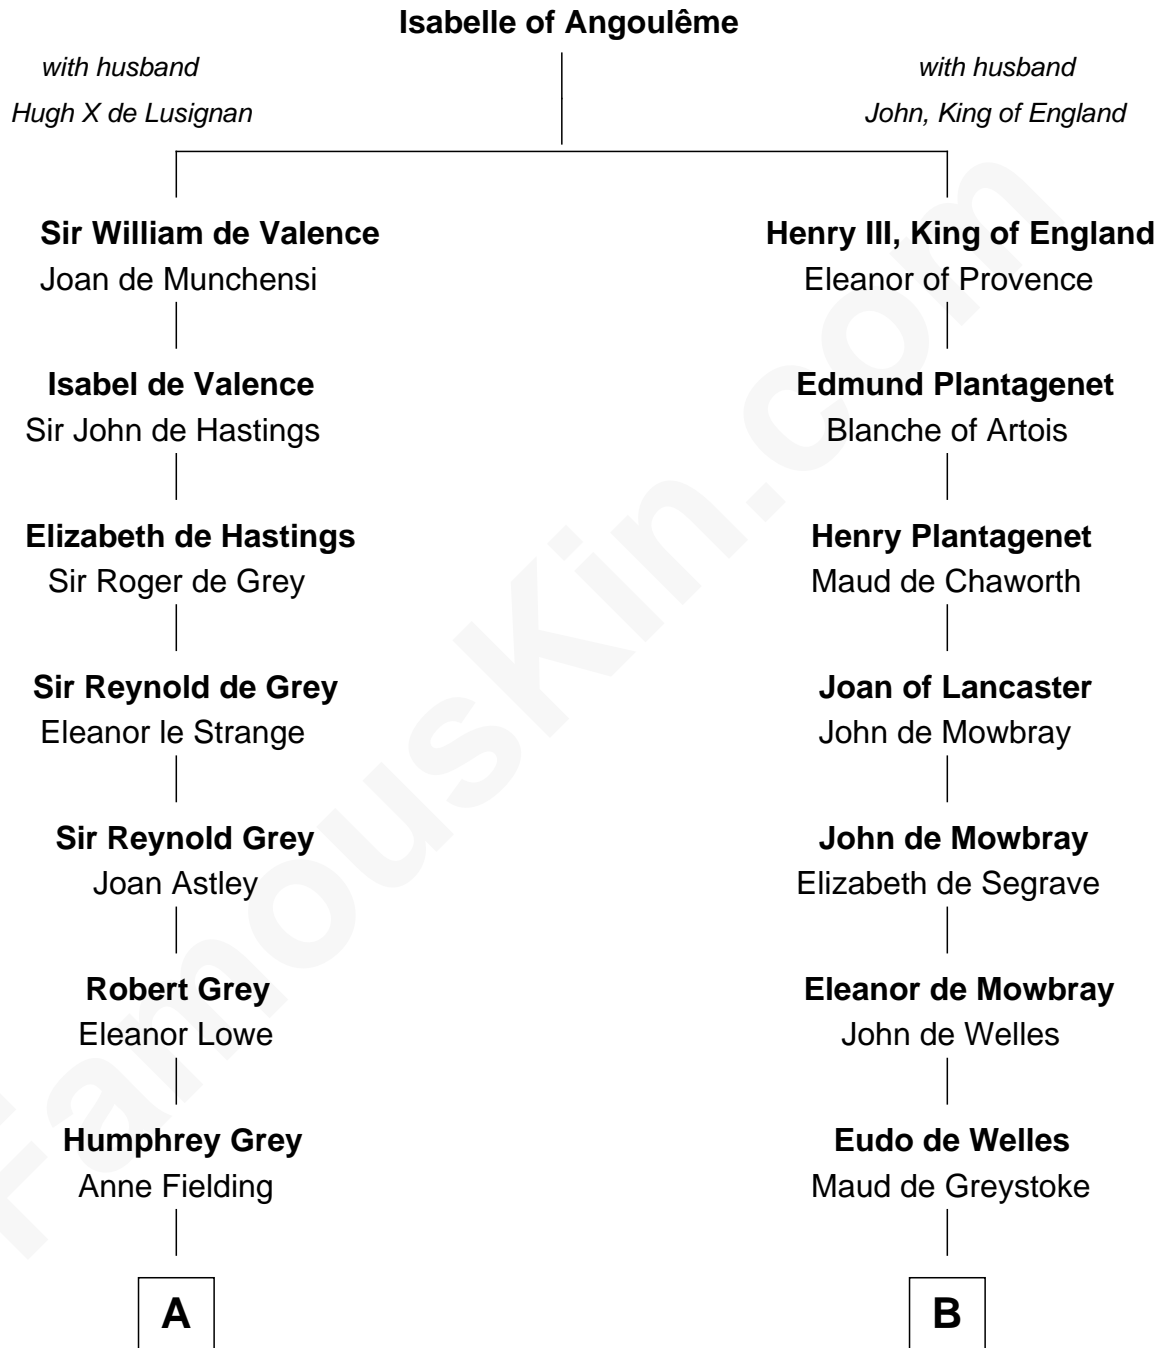 Isabelle of Angoulême
with husband
Hugh X de Lusignan
with husband
John, King of England
Sir William de Valence
Joan de Munchensi
Henry III, King of England
Eleanor of Provence
Isabel de Valence
Sir John de Hastings
Edmund Plantagenet
Blanche of Artois
Elizabeth de Hastings
Sir Roger de Grey
Henry Plantagenet
Maud de Chaworth
Sir Reynold de Grey
Eleanor le Strange
Joan of Lancaster
John de Mowbray
Sir Reynold Grey
Joan Astley
John de Mowbray
Elizabeth de Segrave
Robert Grey
Eleanor Lowe
Eleanor de Mowbray
John de Welles
Humphrey Grey
Anne Fielding
Eudo de Welles
Maud de Greystoke
A
B
FamousKin.com